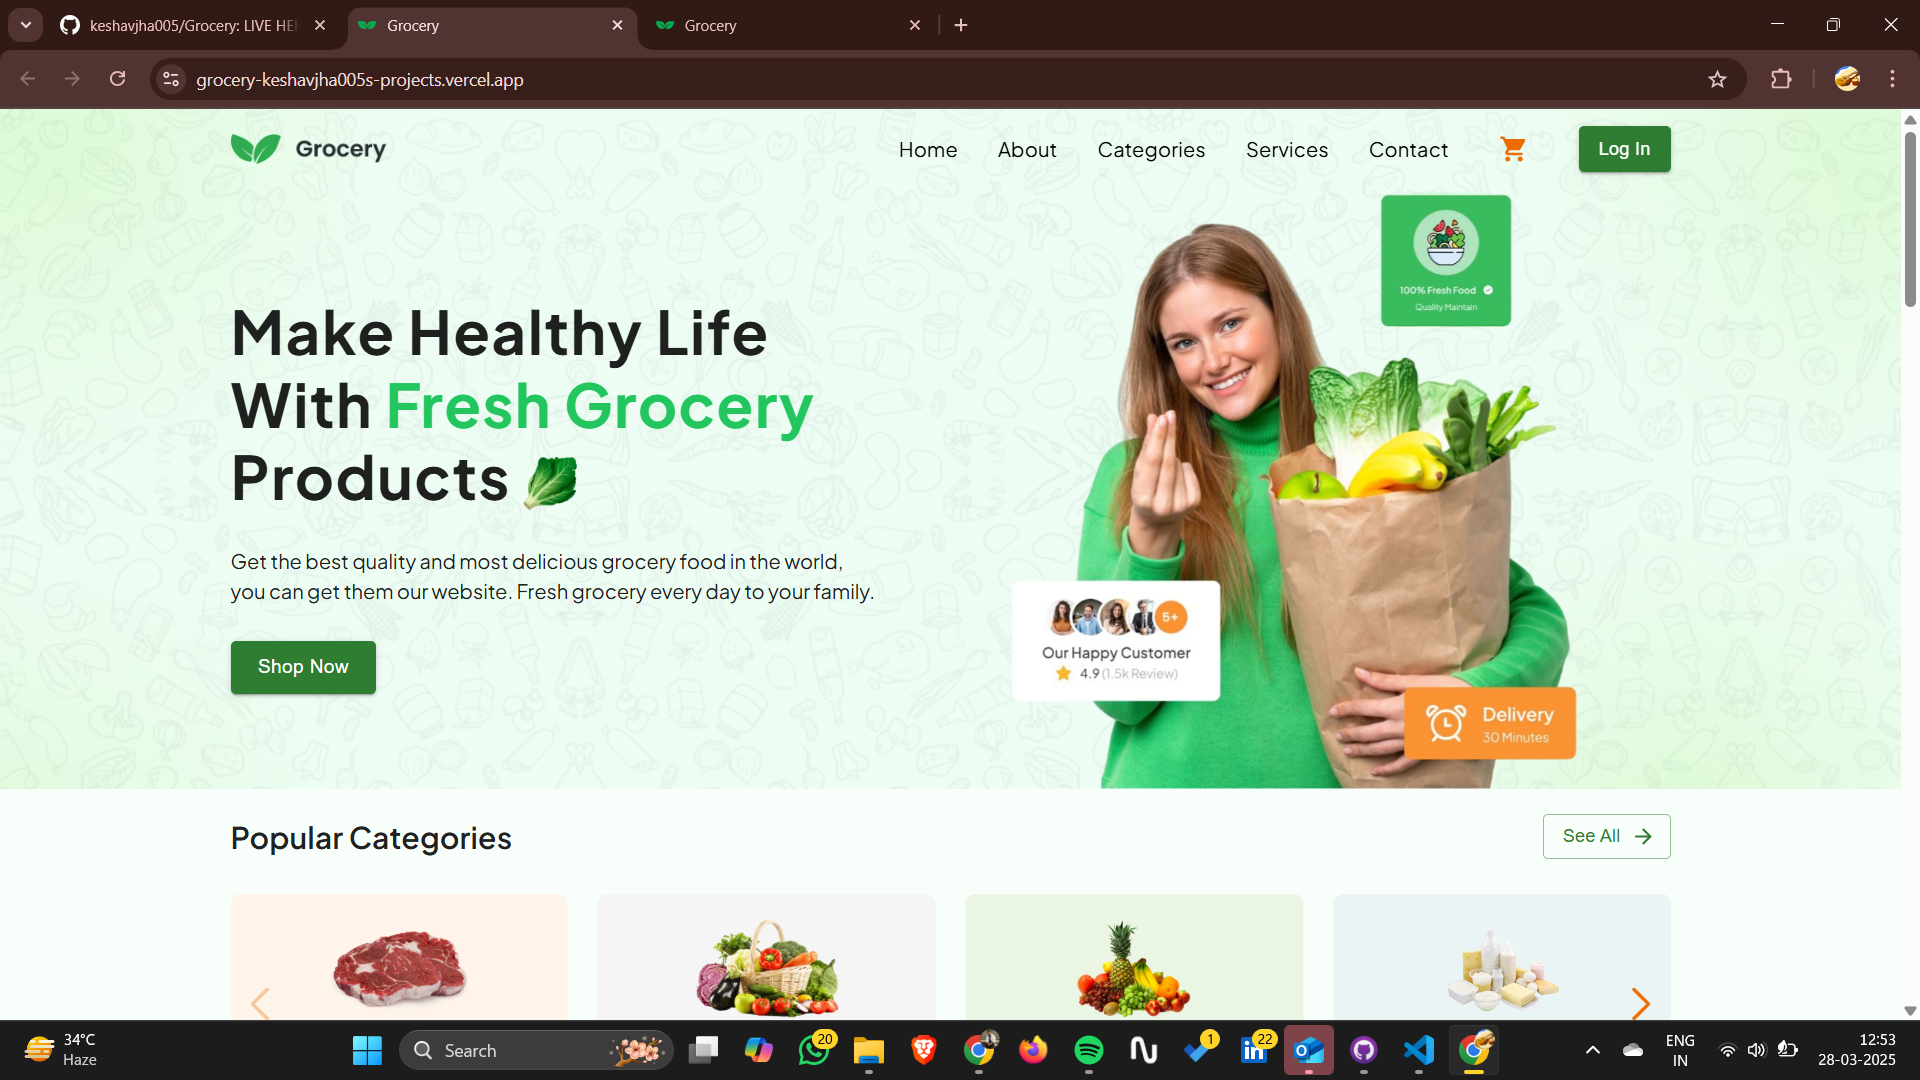 keshavjha005/Grocery: LIVE HE
Grocery
Grocery
grocery-keshavjha005s-projects.vercel.app
Grocery
Home
About
Categories
Services
Contact
Log In
100% Fresh Food
Quality Maintain
Make Healthy Life
With Fresh Grocery
Products
Get the best quality and most delicious grocery food in the world,
you can get them our website. Fresh grocery every day to your family.
Shop Now
5+
Our Happy Customer
4.9 (1.5k Review)
Delivery
30 Minutes
Popular Categories
See All
34°C
Haze
Search
20
1
22
ENG
IN
12:53
28-03-2025